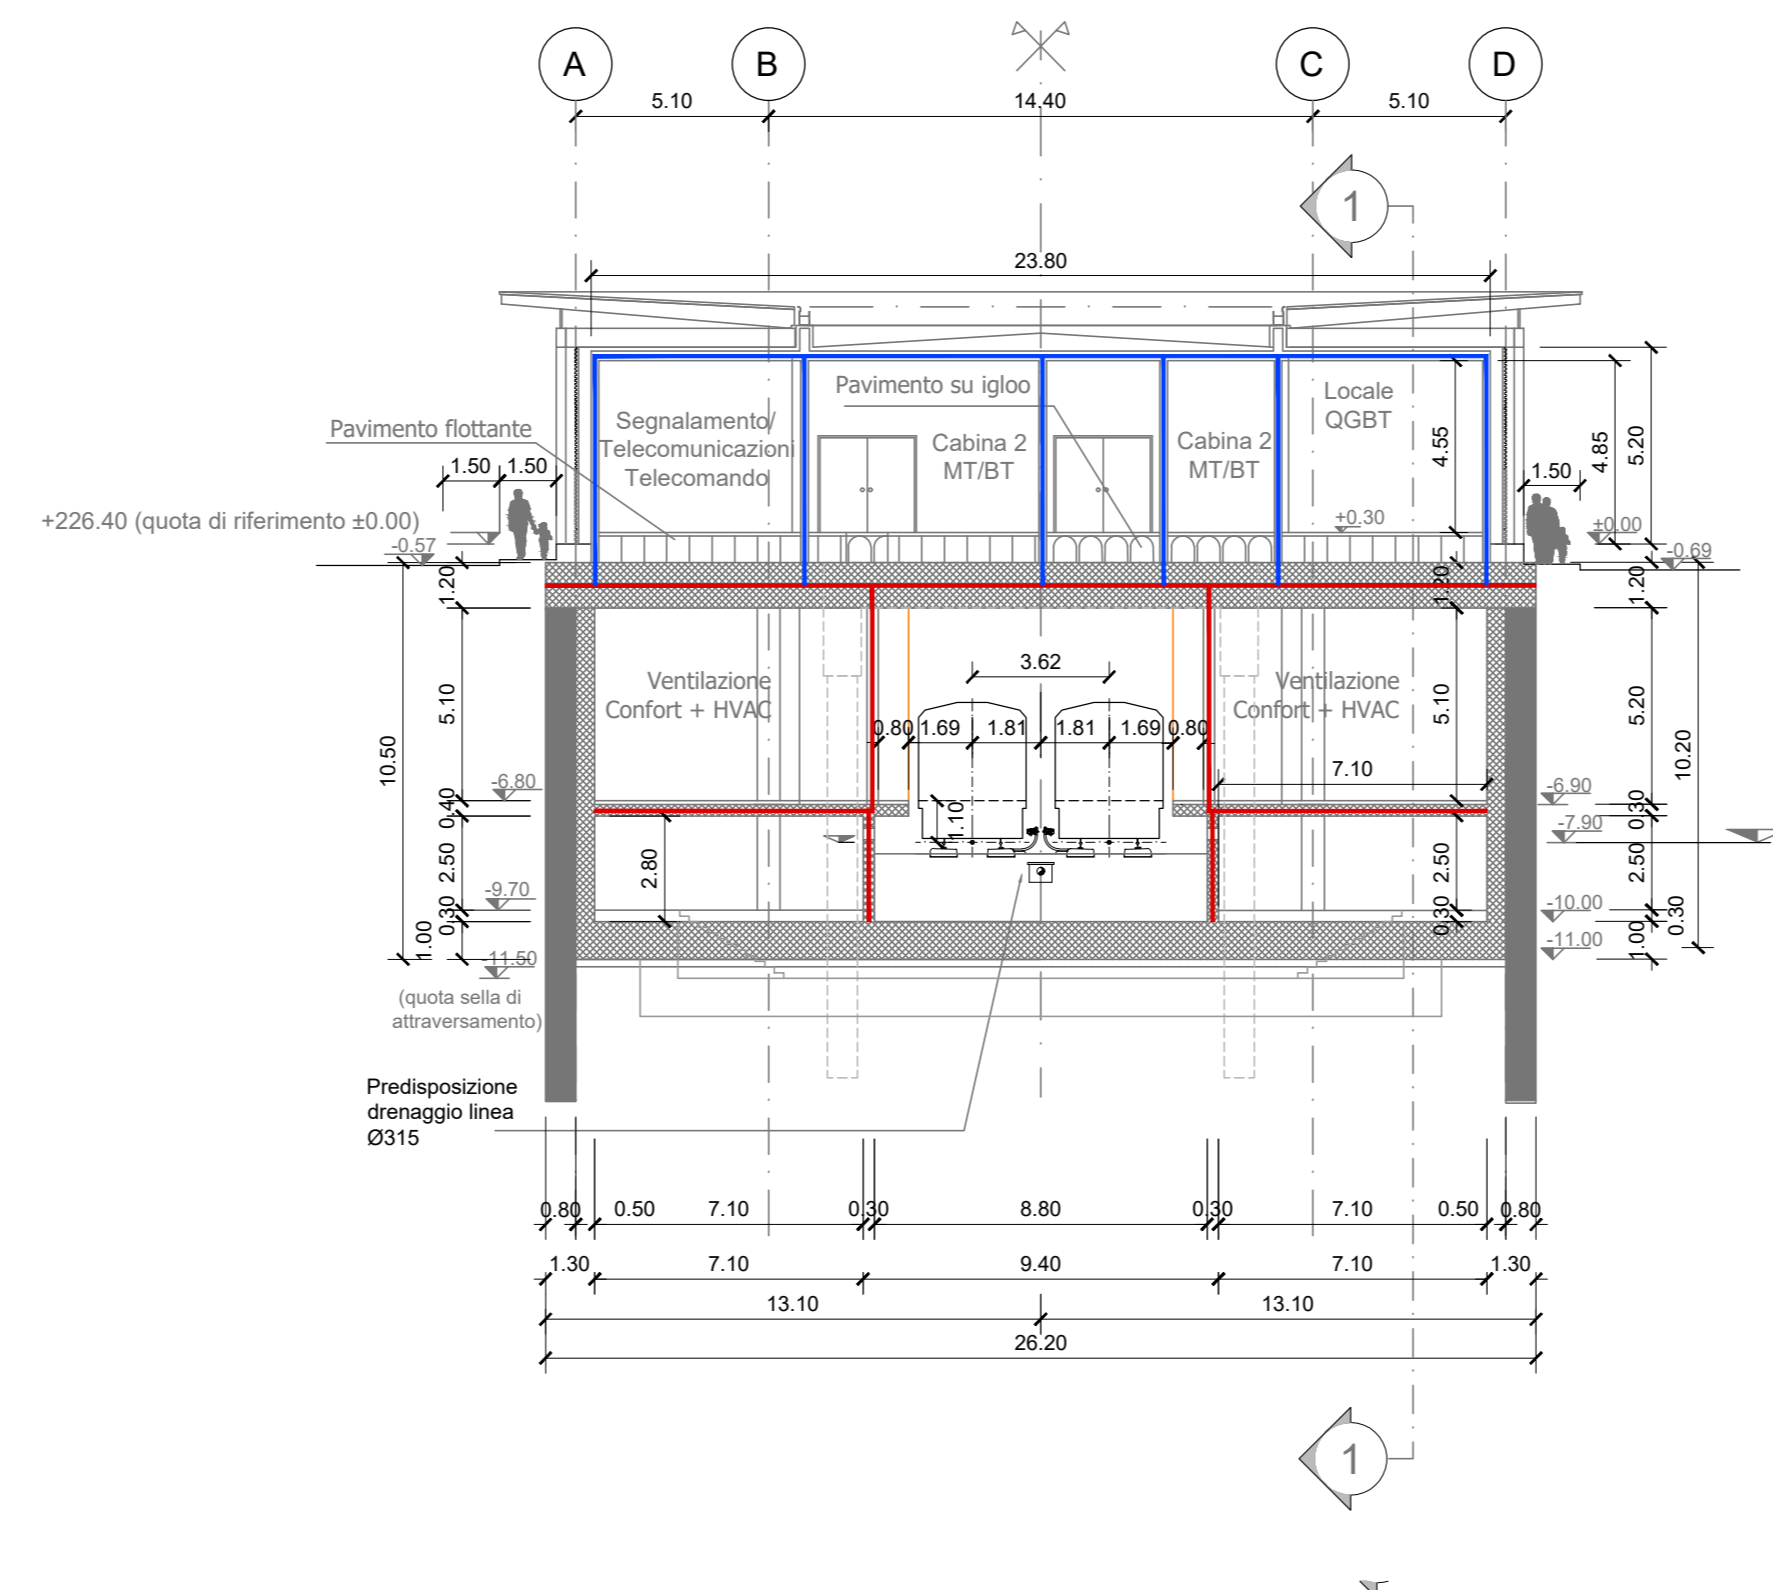 A B C D
5.10 14.40 5.10
1
23.80
Pavimento su igloo
Locale
QGBT
Segnalamento/
Telecomunicazioni
Telecomando
Pavimento flottante
Cabina 2
MT/BT
Cabina 2
MT/BT
4.55
4.85
5.20
1.50 1.50
1.50
+226.40 (quota di riferimento ±0.00)
+0.30
±0.00
-0.57
-0.69
1.20
1.20
1.20
3.62
Ventilazione
Confort + HVAC
Ventilazione
Confort + HVAC
5.10
5.10
5.20
0.80 1.69 1.81 1.81 1.69 0.80
10.50
10.20
7.10
-6.80
-6.90
0.40
0.30
1.10
-7.90
2.50
2.80
2.50
2.50
-9.70
-10.00
0.30
0.30
0.30
1.00
1.00
-11.00
-11.50
(quota sella di
attraversamento)
Predisposizione
drenaggio linea
Ø315
0.80 0.50 7.10 0.30 8.80 0.30 7.10 0.50 0.80
1.30 7.10 9.40 7.10 1.30
13.10 13.10
26.20
1